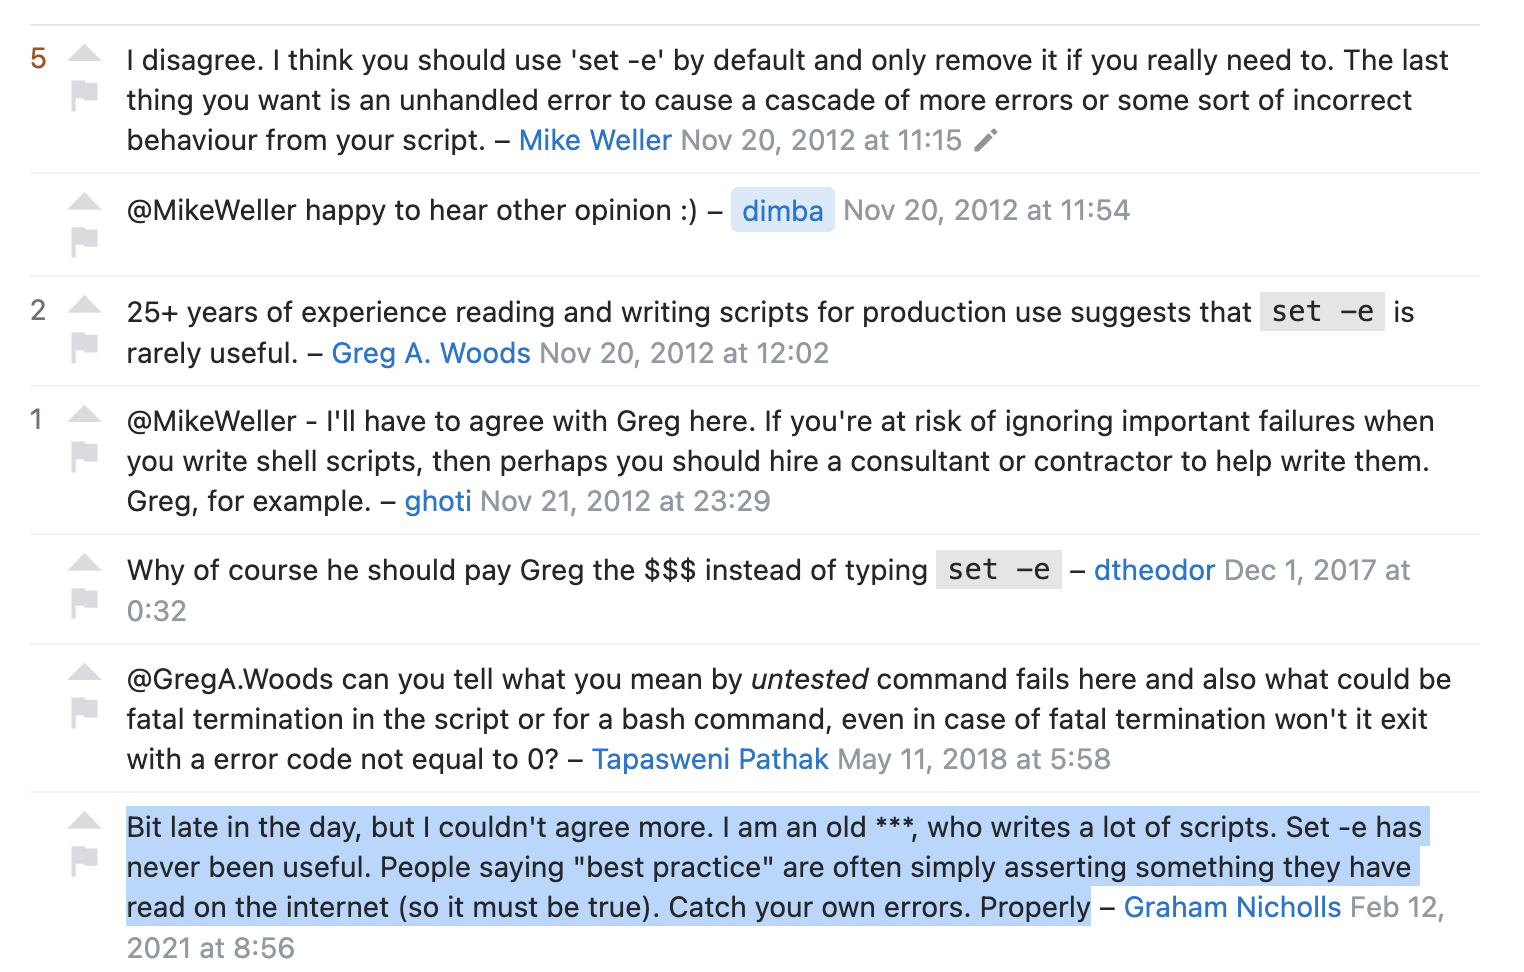 5
I disagree. I think you should use 'set -e' by default and only remove it if you really need to. The last
thing you want is an unhandled error to cause a cascade of more errors or some sort of incorrect
behaviour from your script. – Mike Weller Nov 20, 2012 at 11:15
@MikeWeller happy to hear other opinion :) – dimba Nov 20, 2012 at 11:54
2
25+ years of experience reading and writing scripts for production use suggests that set -e is
rarely useful. – Greg A. Woods Nov 20, 2012 at 12:02
1
@MikeWeller - I'll have to agree with Greg here. If you're at risk of ignoring important failures when
you write shell scripts, then perhaps you should hire a consultant or contractor to help write them.
Greg, for example. – ghoti Nov 21, 2012 at 23:29
Why of course he should pay Greg the $$$ instead of typing set -e – dtheodor Dec 1, 2017 at
0:32
@GregA.Woods can you tell what you mean by untested command fails here and also what could be
fatal termination in the script or for a bash command, even in case of fatal termination won't it exit
with a error code not equal to 0? – Tapasweni Pathak May 11, 2018 at 5:58
Bit late in the day, but I couldn't agree more. I am an old ***, who writes a lot of scripts. Set -e has
never been useful. People saying "best practice" are often simply asserting something they have
read on the internet (so it must be true). Catch your own errors. Properly – Graham Nicholls Feb 12,
2021 at 8:56